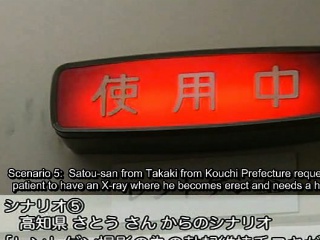 使用中
Scenario 5: Satou-san from Takaki from Kouchi Prefecture reque
patient to have an X-ray where he becomes erect and needs a h
シナリオ⑤
高知県 さとう さん からのシナリオ